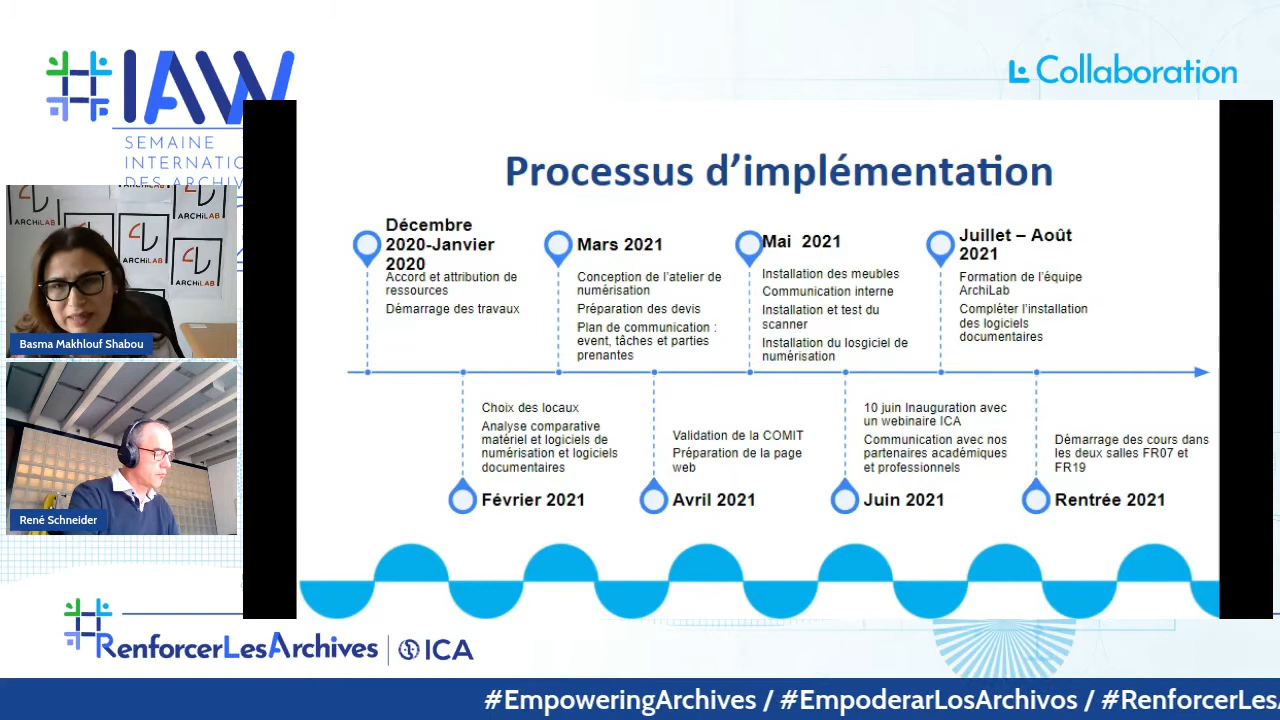 #IAW
SEMAINE
INTERNATIO
DES ARCHIV
Collaboration
Processus d’implémentation
Décembre
2020-Janvier
2020
Accord et attribution de
ressources
Démarrage des travaux
Mars 2021
Conception de l’atelier de
numérisation
Préparation des devis
Plan de communication :
event, tâches et parties
prenantes
Mai 2021
Installation des meubles
Communication interne
Installation et test du
scanner
Installation du losgiciel de
numérisation
Juillet – Août
2021
Formation de l’équipe
ArchiLab
Compléter l’installation
des logiciels
documentaires
Choix des locaux
Analyse comparative
matériel et logiciels de
numérisation et logiciels
documentaires
Février 2021
Validation de la COMIT
Préparation de la page
web
Avril 2021
10 juin Inauguration avec
un webinaire ICA
Communication avec nos
partenaires académiques
et professionnels
Juin 2021
Démarrage des cours dans
les deux salles FR07 et
FR19
Rentrée 2021
ARCHiLAB
ARCHiLAB
ARCHiLAB
ARCHiLAB
Basma Makhlouf Shabou
René Schneider
#RenforcerLesArchives
ICA
#EmpoweringArchives / #EmpoderarLosArchivos / #RenforcerLes